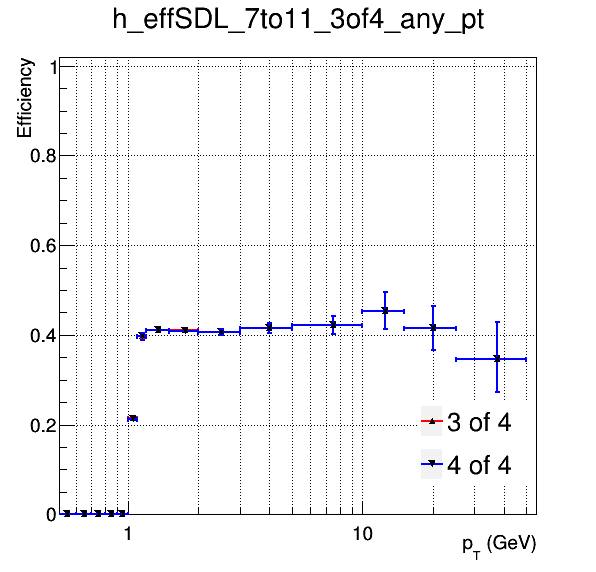 h_effSDL_7to11_3of4_any_pt
Efficiency
1
0.8
0.6
0.4
0.2
0
1
10
3 of 4
4 of 4
p_T (GeV)